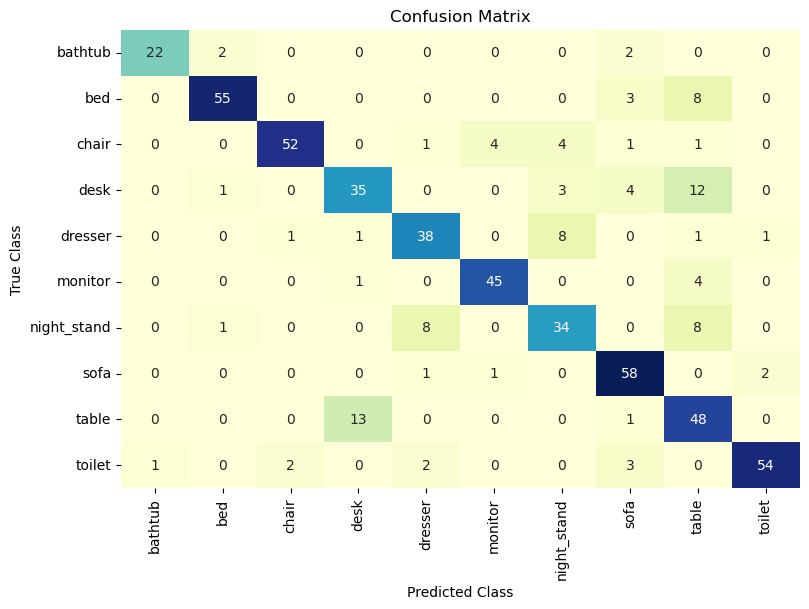 Confusion Matrix
bathtub 22 2 0 0 0 0 0 2 0 0
bed 0 55 0 0 0 0 0 3 8 0
chair 0 0 52 0 1 4 4 1 1 0
desk 0 1 0 35 0 0 3 4 12 0
dresser 0 0 1 1 38 0 8 0 1 1
monitor 0 0 0 1 0 45 0 0 4 0
night_stand 0 1 0 0 8 0 34 0 8 0
sofa 0 0 0 0 1 1 0 58 0 2
table 0 0 0 13 0 0 0 1 48 0
toilet 1 0 2 0 2 0 0 3 0 54
True Class
bathtub bed chair desk dresser monitor night_stand sofa table toilet
Predicted Class